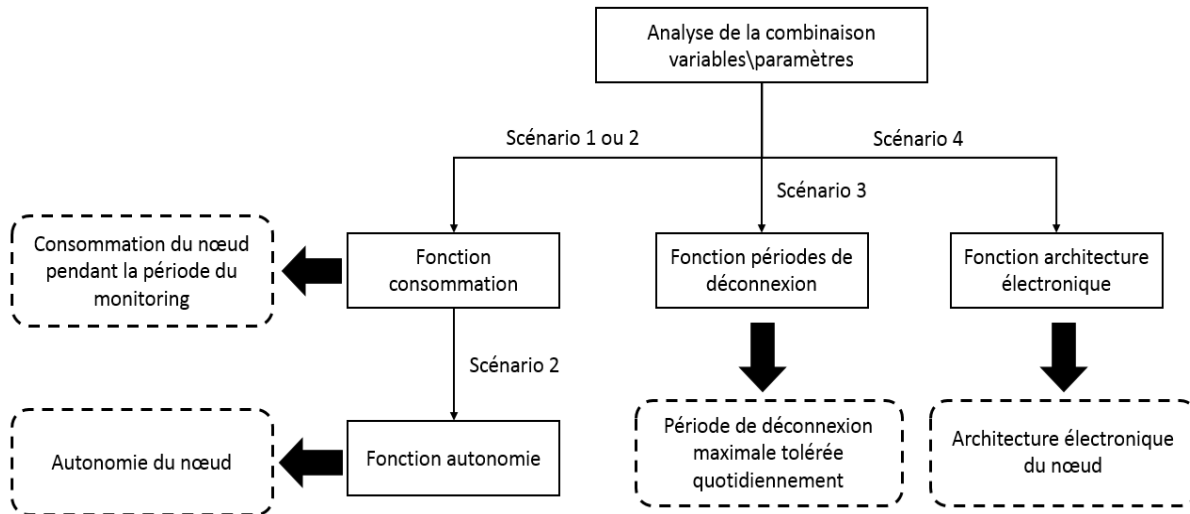 Analyse de la combinaison
variables\paramètres
Scénario 1 ou 2
Scénario 4
Scénario 3
Consommation du nœud
pendant la période du
monitoring
Fonction
consommation
Fonction périodes de
déconnexion
Fonction architecture
électronique
Scénario 2
Autonomie du nœud
Fonction autonomie
Période de déconnexion
maximale tolérée
quotidiennement
Architecture électronique
du nœud